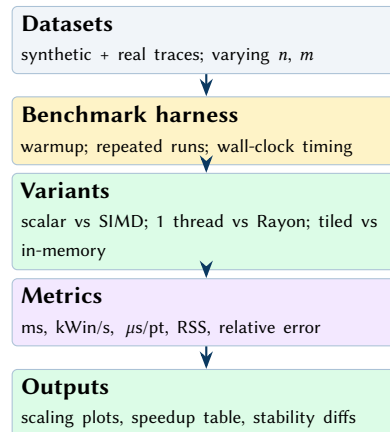 Datasets
synthetic + real traces; varying n, m
Benchmark harness
warmup; repeated runs; wall-clock timing
Variants
scalar vs SIMD; 1 thread vs Rayon; tiled vs
in-memory
Metrics
ms, kWin/s, μs/pt, RSS, relative error
Outputs
scaling plots, speedup table, stability diffs